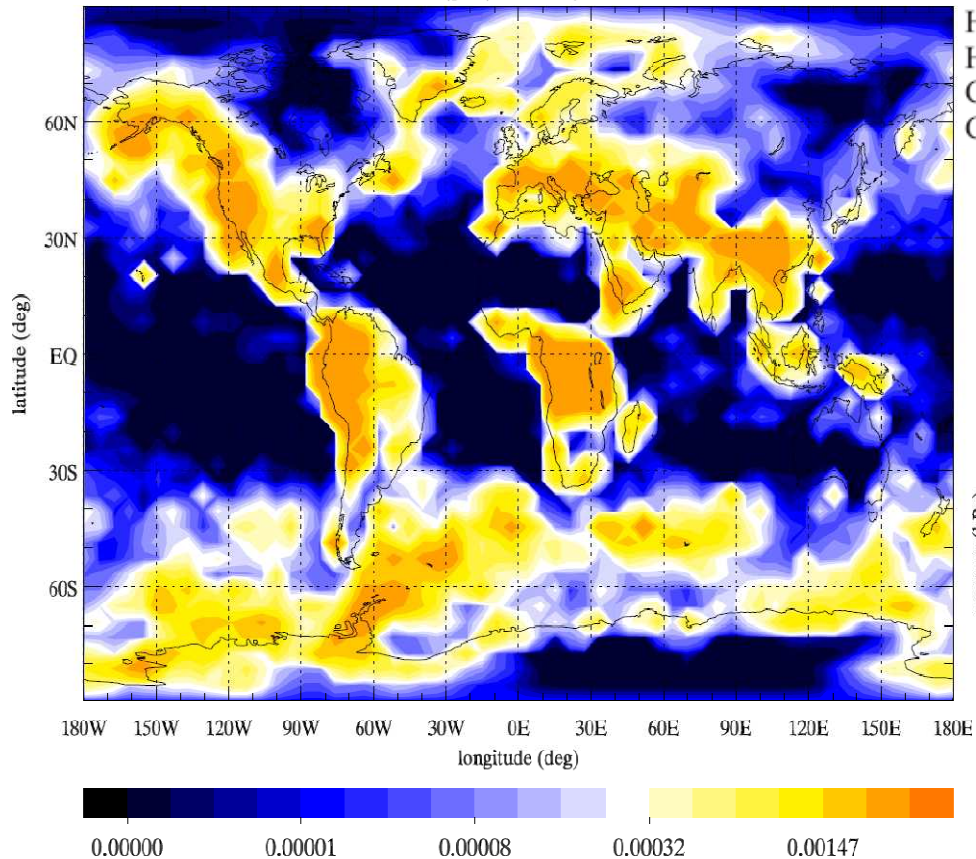 60N
30N
EQ
30S
60S
latitude (deg)
180W 150W 120W 90W 60W 30W 0E 30E 60E 90E 120E 150E 180E
longitude (deg)
0.00000 0.00001 0.00008 0.00032 0.00147